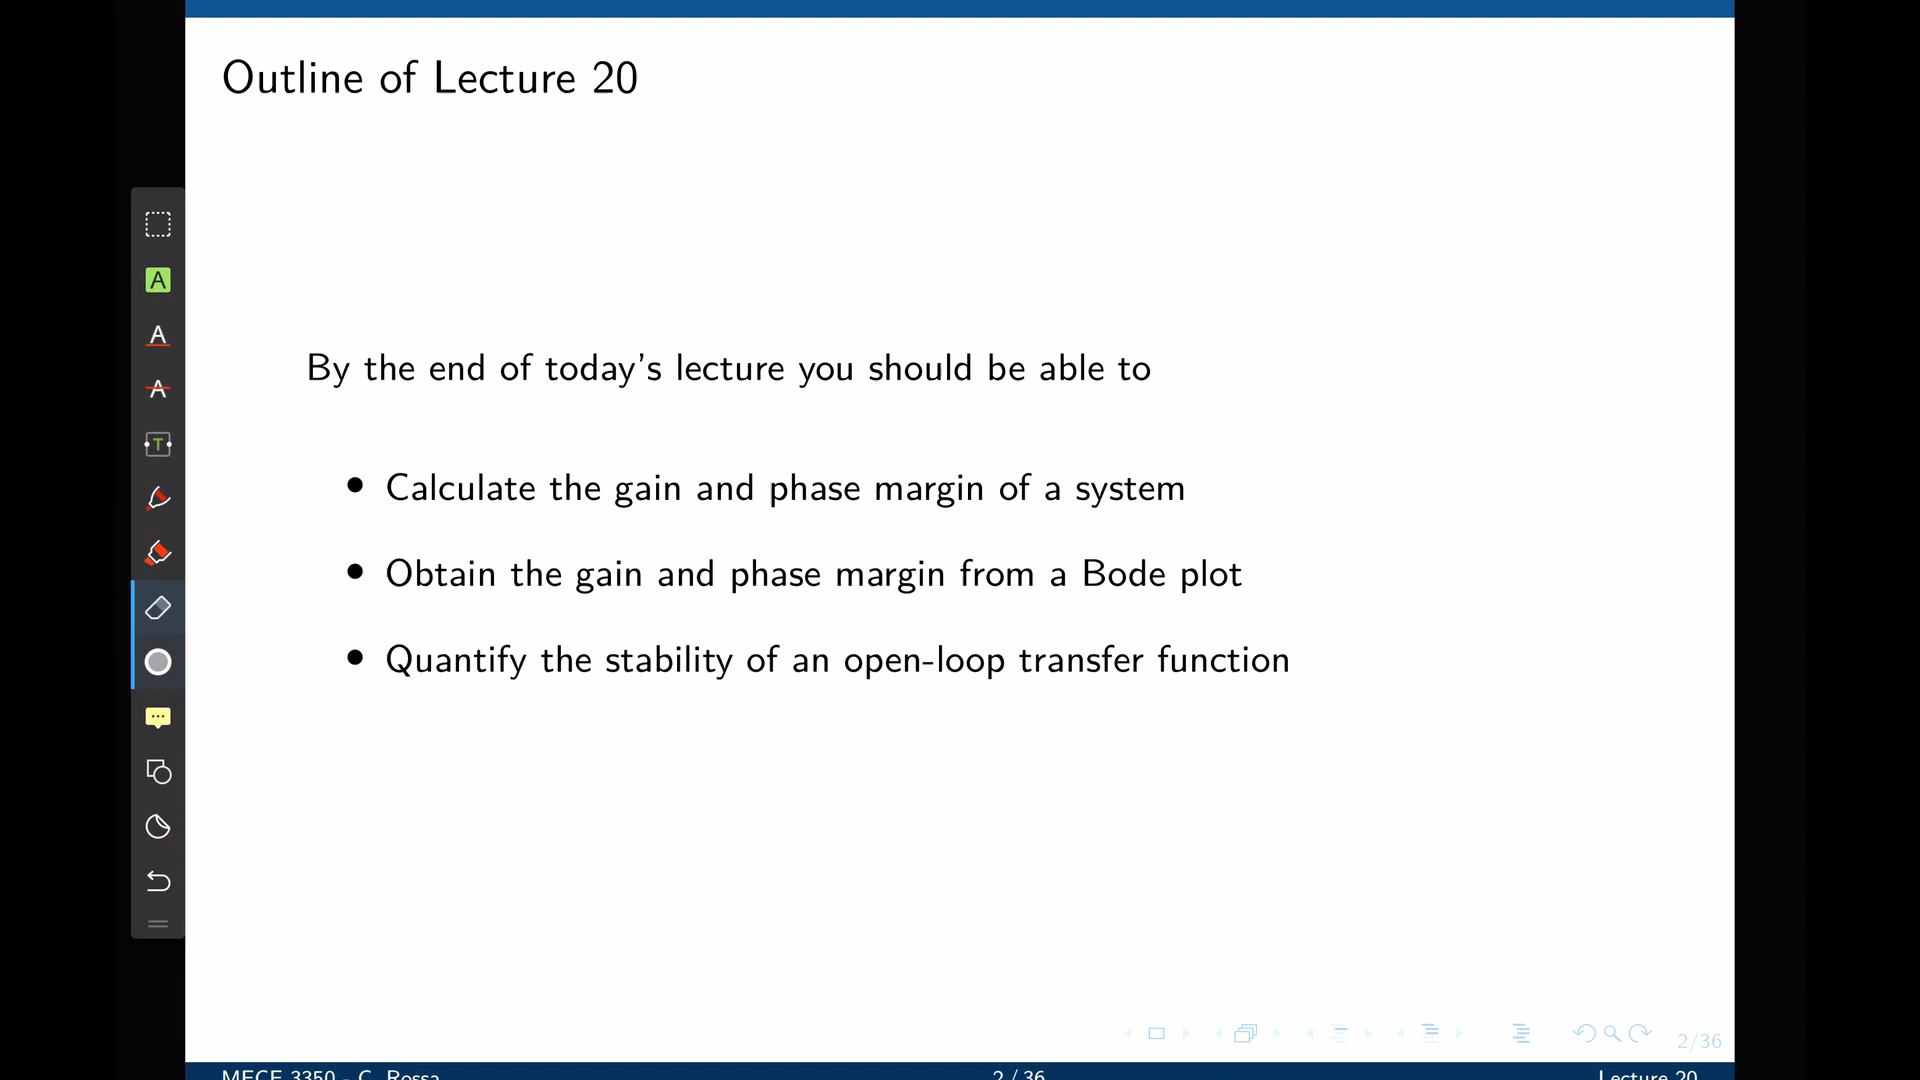 Outline of Lecture 20
By the end of today's lecture you should be able to
• Calculate the gain and phase margin of a system
• Obtain the gain and phase margin from a Bode plot
• Quantify the stability of an open-loop transfer function
A
A
A
T
2/36
MECE 3350 - C. Rossa 2 / 36 Lecture 20